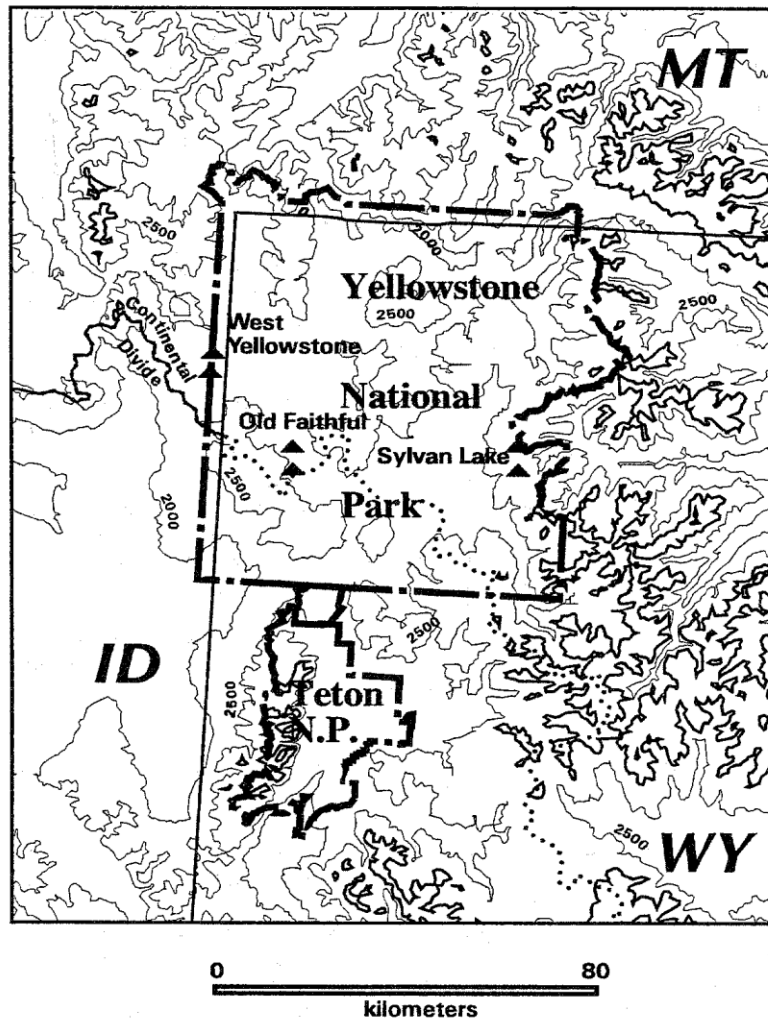 MT
2500
2000
Yellowstone
2500
2500
Continental
Divide
West
Yellowstone
National
Old Faithful
Sylvan Lake
2500
2000
Park
2500
ID
2500
Teton
N.P.
2500
WY
0 80
kilometers